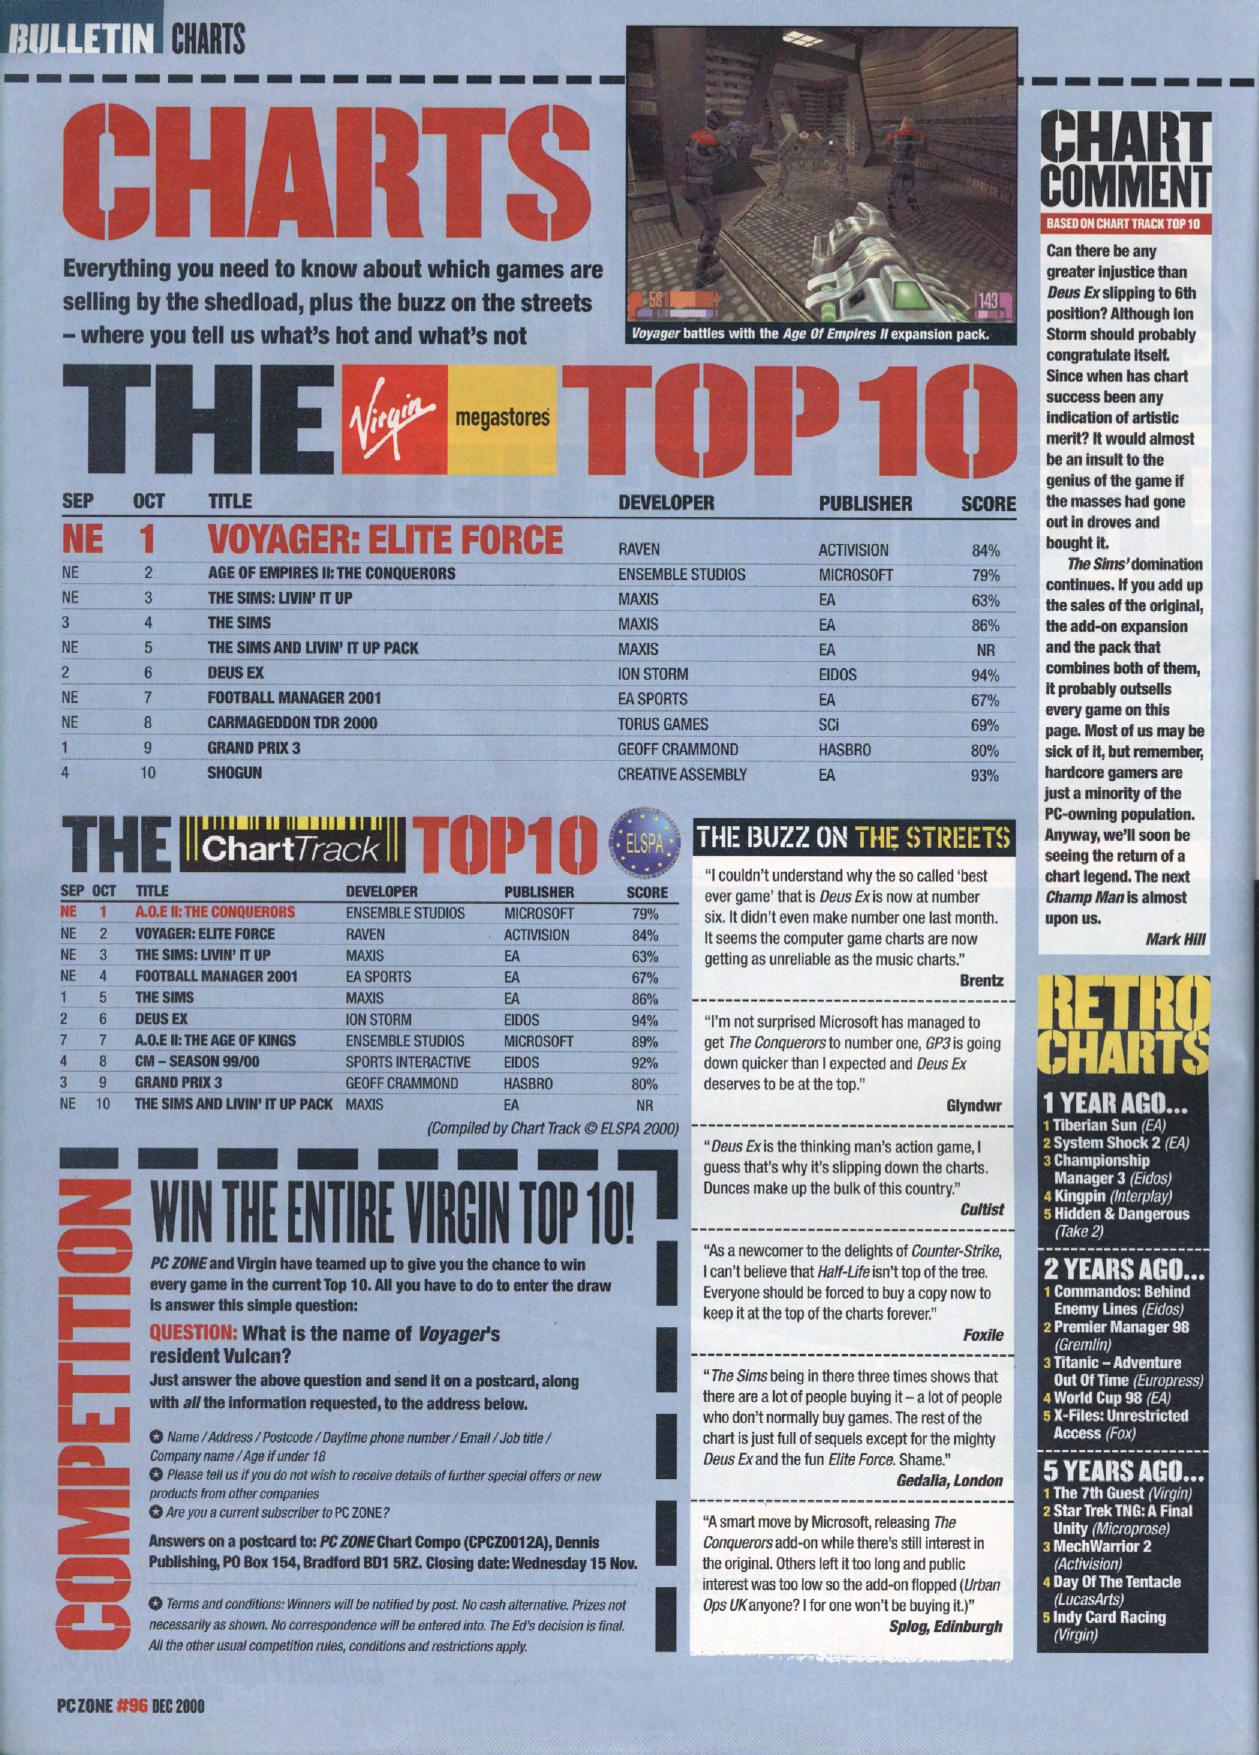 BULLETIN CHARTS
CHARTS
Everything you need to know about which games are
selling by the shedload, plus the buzz on the streets
– where you tell us what's hot and what's not
58 143
Voyager battles with the Age Of Empires II expansion pack.
THE Virgin megastores TOP 10
SEP OCT TITLE DEVELOPER PUBLISHER SCORE
NE 1 VOYAGER: ELITE FORCE RAVEN ACTIVISION 84%
NE 2 AGE OF EMPIRES II: THE CONQUERORS ENSEMBLE STUDIOS MICROSOFT 79%
NE 3 THE SIMS: LIVIN' IT UP MAXIS EA 63%
3 4 THE SIMS MAXIS EA 86%
NE 5 THE SIMS AND LIVIN' IT UP PACK MAXIS EA NR
2 6 DEUS EX ION STORM EIDOS 94%
NE 7 FOOTBALL MANAGER 2001 EA SPORTS EA 67%
NE 8 CARMAGEDDON TDR 2000 TORUS GAMES SCi 69%
1 9 GRAND PRIX 3 GEOFF CRAMMOND HASBRO 80%
4 10 SHOGUN CREATIVE ASSEMBLY EA 93%
THE ChartTrack TOP10 ELSPA
SEP OCT TITLE DEVELOPER PUBLISHER SCORE
NE 1 A.O.E II: THE CONQUERORS ENSEMBLE STUDIOS MICROSOFT 79%
NE 2 VOYAGER: ELITE FORCE RAVEN ACTIVISION 84%
NE 3 THE SIMS: LIVIN' IT UP MAXIS EA 63%
NE 4 FOOTBALL MANAGER 2001 EA SPORTS EA 67%
1 5 THE SIMS MAXIS EA 86%
2 6 DEUS EX ION STORM EIDOS 94%
7 7 A.O.E II: THE AGE OF KINGS ENSEMBLE STUDIOS MICROSOFT 89%
4 8 CM – SEASON 99/00 SPORTS INTERACTIVE EIDOS 92%
3 9 GRAND PRIX 3 GEOFF CRAMMOND HASBRO 80%
NE 10 THE SIMS AND LIVIN' IT UP PACK MAXIS EA NR
(Compiled by Chart Track © ELSPA 2000)
COMPETITION
WIN THE ENTIRE VIRGIN TOP 10!
PC ZONE and Virgin have teamed up to give you the chance to win
every game in the current Top 10. All you have to do to enter the draw
is answer this simple question:
QUESTION: What is the name of Voyager's
resident Vulcan?
Just answer the above question and send it on a postcard, along
with all the information requested, to the address below.
Name / Address / Postcode / Daytime phone number / Email / Job title /
Company name / Age if under 18
Please tell us if you do not wish to receive details of further special offers or new
products from other companies
Are you a current subscriber to PC ZONE?
Answers on a postcard to: PC ZONE Chart Compo (CPCZ0012A), Dennis
Publishing, PO Box 154, Bradford BD1 5RZ. Closing date: Wednesday 15 Nov.
Terms and conditions: Winners will be notified by post. No cash alternative. Prizes not
necessarily as shown. No correspondence will be entered into. The Ed's decision is final.
All the other usual competition rules, conditions and restrictions apply.
THE BUZZ ON THE STREETS
"I couldn't understand why the so called 'best
ever game' that is Deus Ex is now at number
six. It didn't even make number one last month.
It seems the computer game charts are now
getting as unreliable as the music charts."
Brentz
"I'm not surprised Microsoft has managed to
get The Conquerors to number one, GP3 is going
down quicker than I expected and Deus Ex
deserves to be at the top."
Glyndwr
"Deus Ex is the thinking man's action game, I
guess that's why it's slipping down the charts.
Dunces make up the bulk of this country."
Cultist
"As a newcomer to the delights of Counter-Strike,
I can't believe that Half-Life isn't top of the tree.
Everyone should be forced to buy a copy now to
keep it at the top of the charts forever."
Foxile
"The Sims being in there three times shows that
there are a lot of people buying it – a lot of people
who don't normally buy games. The rest of the
chart is just full of sequels except for the mighty
Deus Ex and the fun Elite Force. Shame."
Gedalia, London
"A smart move by Microsoft, releasing The
Conquerors add-on while there's still interest in
the original. Others left it too long and public
interest was too low so the add-on flopped (Urban
Ops UK anyone? I for one won't be buying it.)"
Splog, Edinburgh
CHART
COMMENT
BASED ON CHART TRACK TOP 10
Can there be any
greater injustice than
Deus Ex slipping to 6th
position? Although Ion
Storm should probably
congratulate itself.
Since when has chart
success been any
indication of artistic
merit? It would almost
be an insult to the
genius of the game if
the masses had gone
out in droves and
bought it.
The Sims' domination
continues. If you add up
the sales of the original,
the add-on expansion
and the pack that
combines both of them,
it probably outsells
every game on this
page. Most of us may be
sick of it, but remember,
hardcore gamers are
just a minority of the
PC-owning population.
Anyway, we'll soon be
seeing the return of a
chart legend. The next
Champ Man is almost
upon us.
Mark Hill
RETRO
CHARTS
1 YEAR AGO...
1 Tiberian Sun (EA)
2 System Shock 2 (EA)
3 Championship
Manager 3 (Eidos)
4 Kingpin (Interplay)
5 Hidden & Dangerous
(Take 2)
2 YEARS AGO...
1 Commandos: Behind
Enemy Lines (Eidos)
2 Premier Manager 98
(Gremlin)
3 Titanic – Adventure
Out Of Time (Europress)
4 World Cup 98 (EA)
5 X-Files: Unrestricted
Access (Fox)
5 YEARS AGO...
1 The 7th Guest (Virgin)
2 Star Trek TNG: A Final
Unity (Microprose)
3 MechWarrior 2
(Activision)
4 Day Of The Tentacle
(LucasArts)
5 Indy Card Racing
(Virgin)
PC ZONE #96 DEC 2000